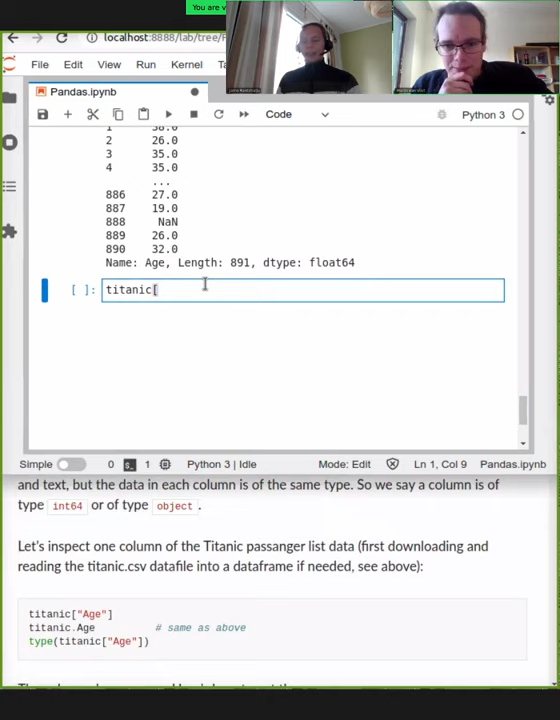 You are v
localhost:8888/lab/tree/F
File Edit View Run Kernel T
Pandas.ipynb
Code Python 3
1 38.0
2 26.0
3 35.0
4 35.0
...
886 27.0
887 19.0
888 NaN
889 26.0
890 32.0
Name: Age, Length: 891, dtype: float64
[ ]: titanic[
Simple 0 1 Python 3 | Idle Mode: Edit Ln 1, Col 9 Pandas.ipynb
and text, but the data in each column is of the same type. So we say a column is of
type int64 or of type object.
Let's inspect one column of the Titanic passanger list data (first downloading and
reading the titanic.csv datafile into a dataframe if needed, see above):
titanic["Age"]
titanic.Age # same as above
type(titanic["Age"])